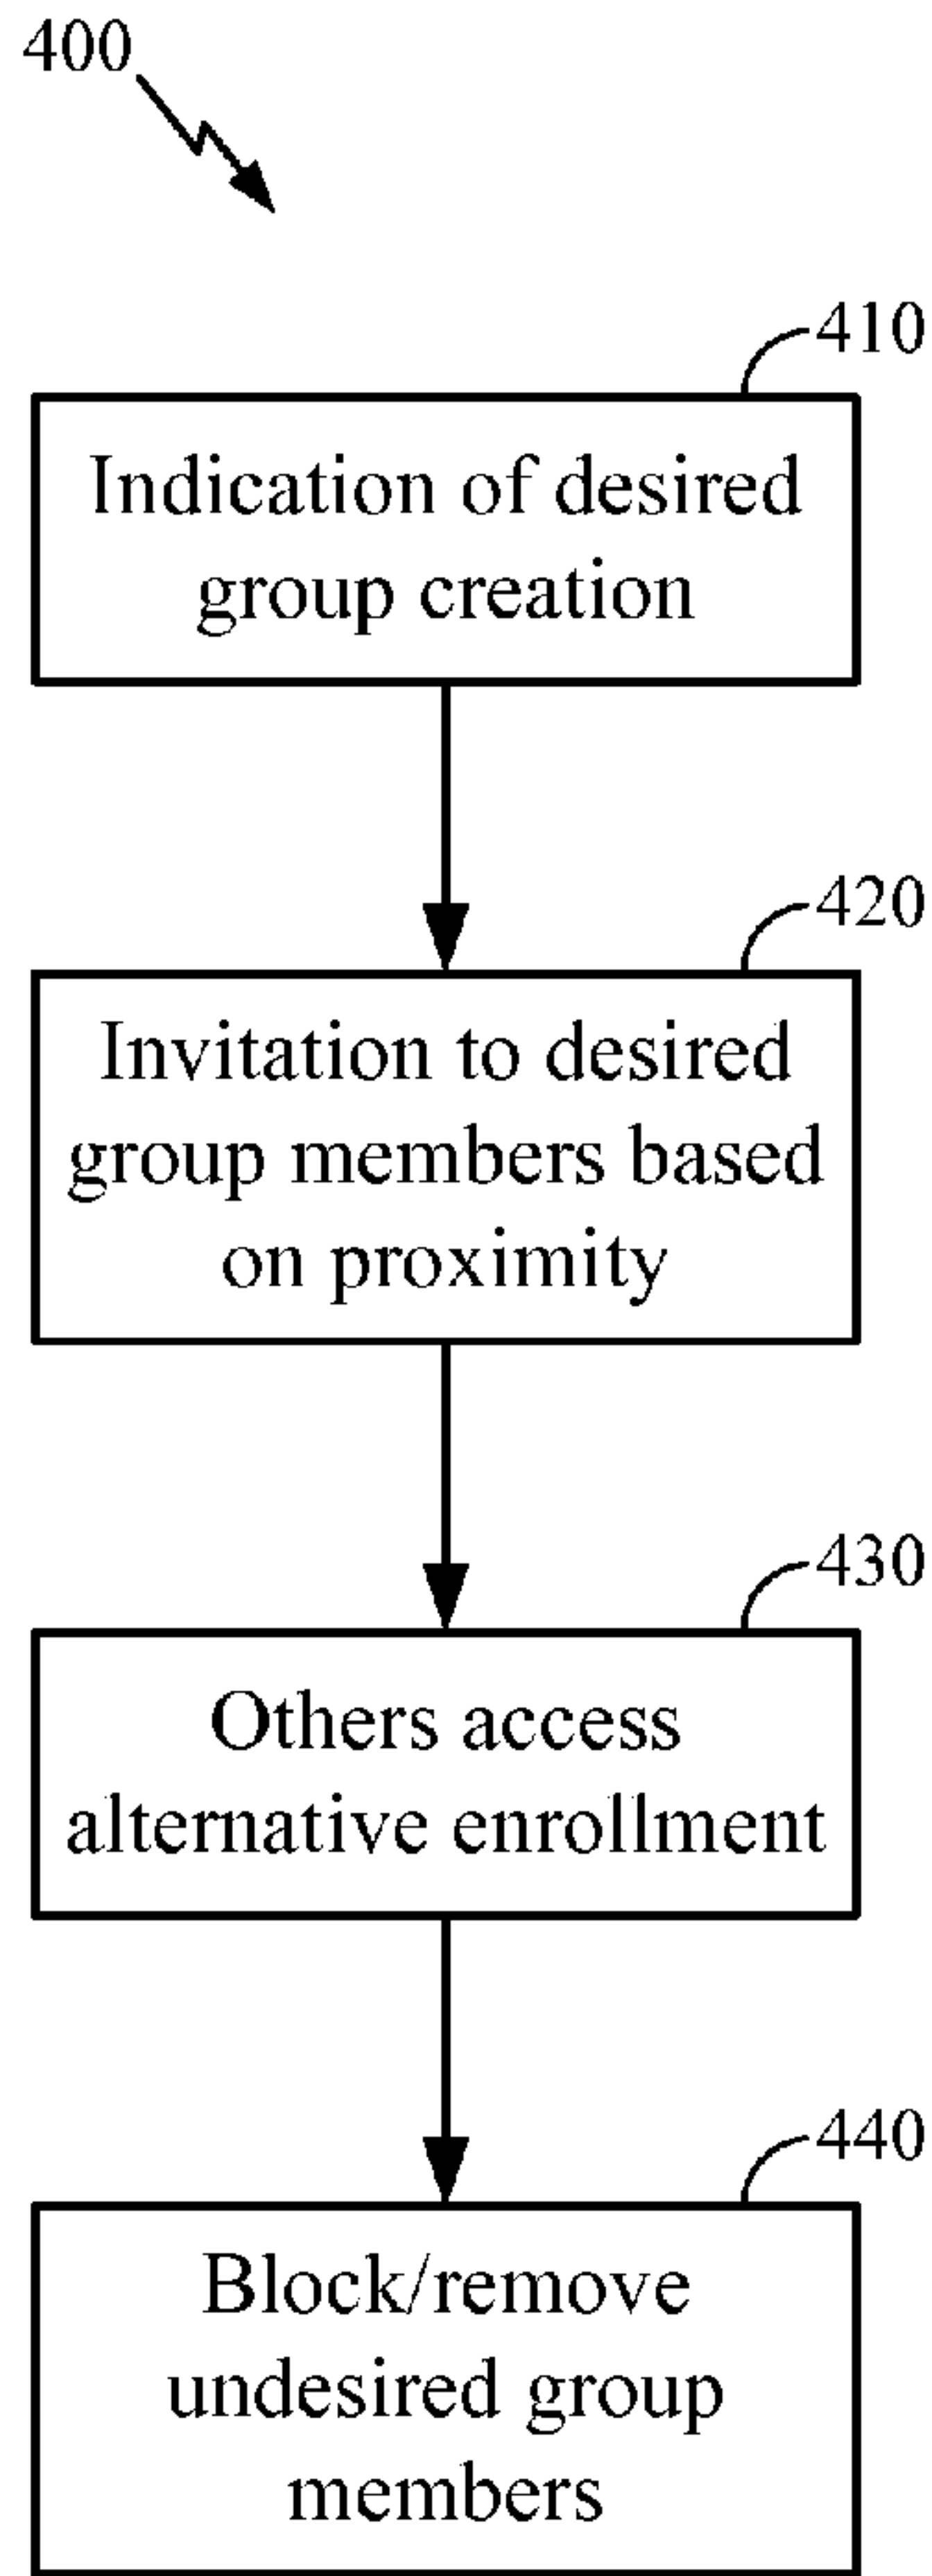 400
410
Indication of desired
group creation
420
Invitation to desired
group members based
on proximity
430
Others access
alternative enrollment
440
Block/remove
undesired group
members